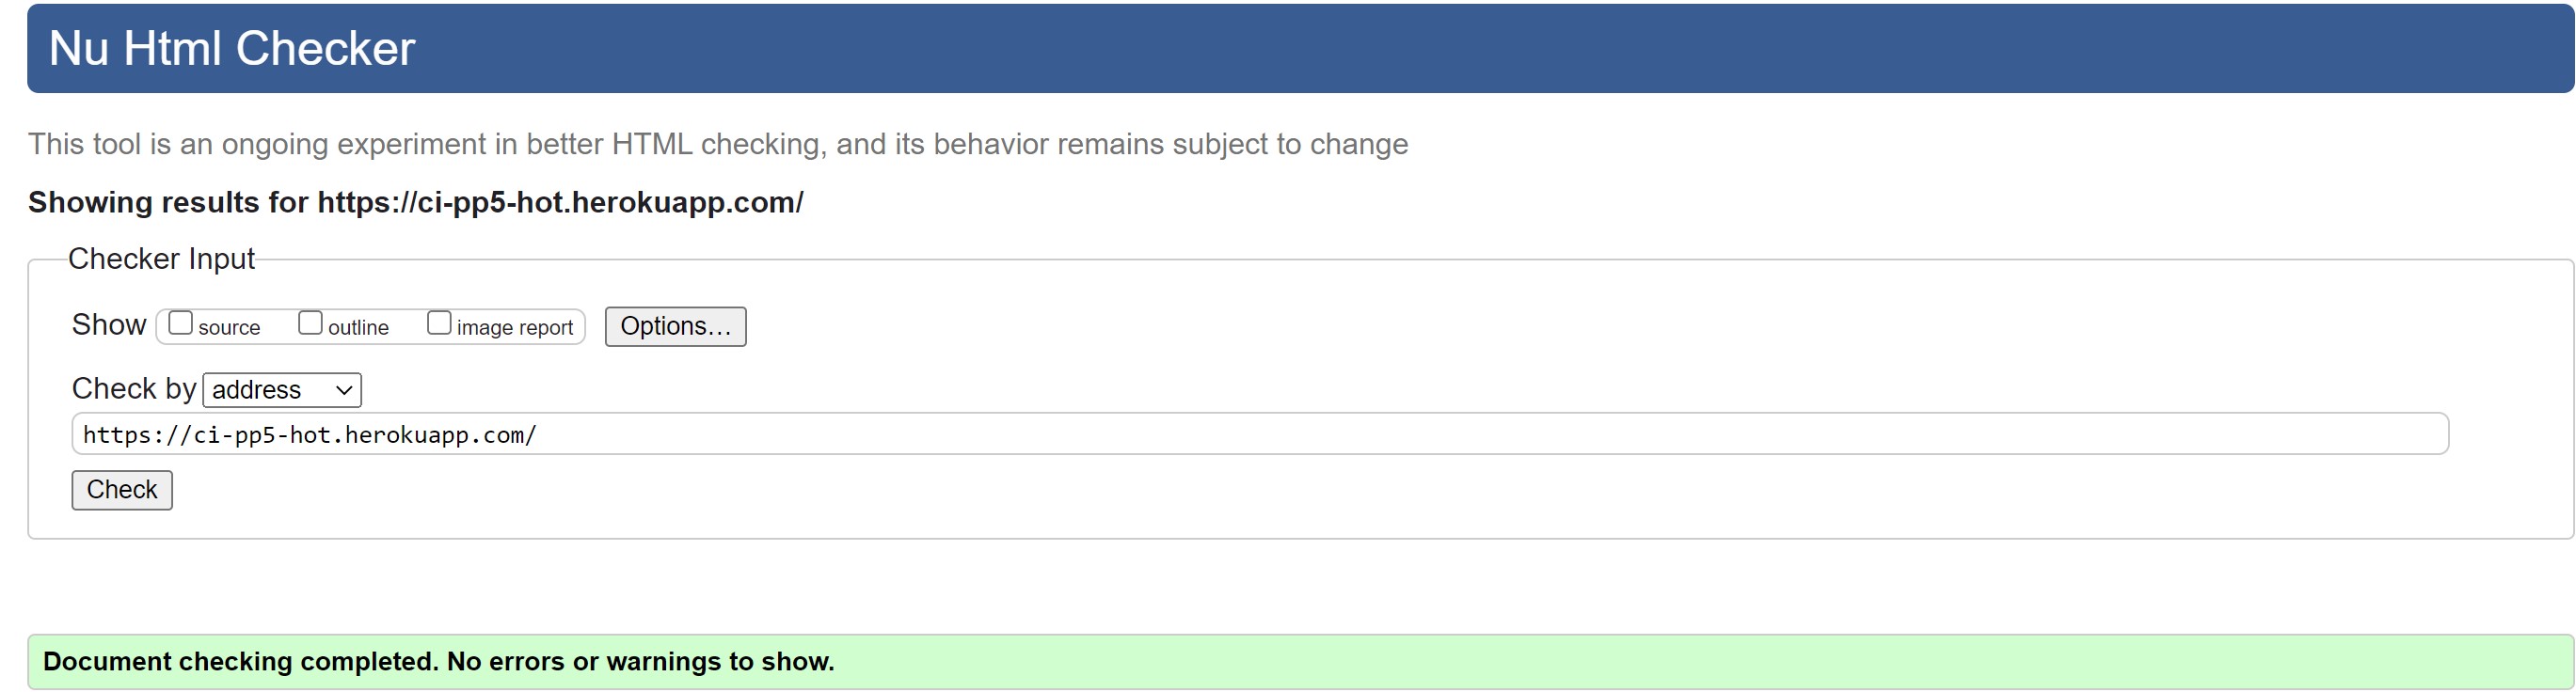 Nu Html Checker
This tool is an ongoing experiment in better HTML checking, and its behavior remains subject to change
Showing results for https://ci-pp5-hot.herokuapp.com/
Checker Input
Show source outline image report Options...
Check by address
https://ci-pp5-hot.herokuapp.com/
Check
Document checking completed. No errors or warnings to show.